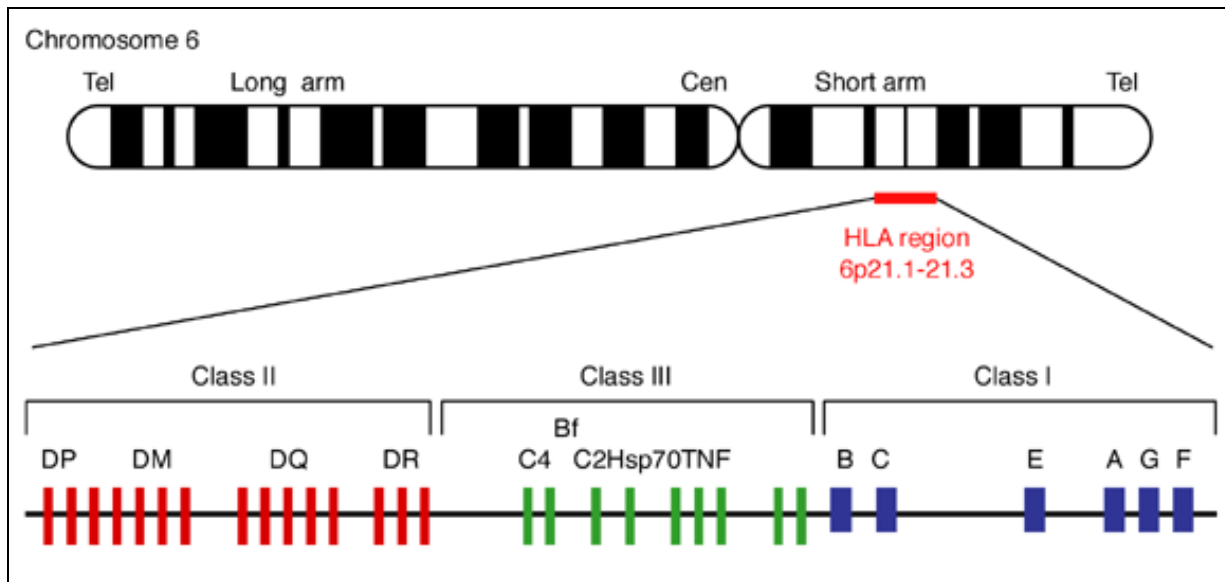 Chromosome 6
Tel Long arm Cen Short arm Tel
HLA region
6p21.1-21.3
Class II Class III Class I
Bf
DP DM DQ DR C4 C2Hsp70TNF B C E A G F